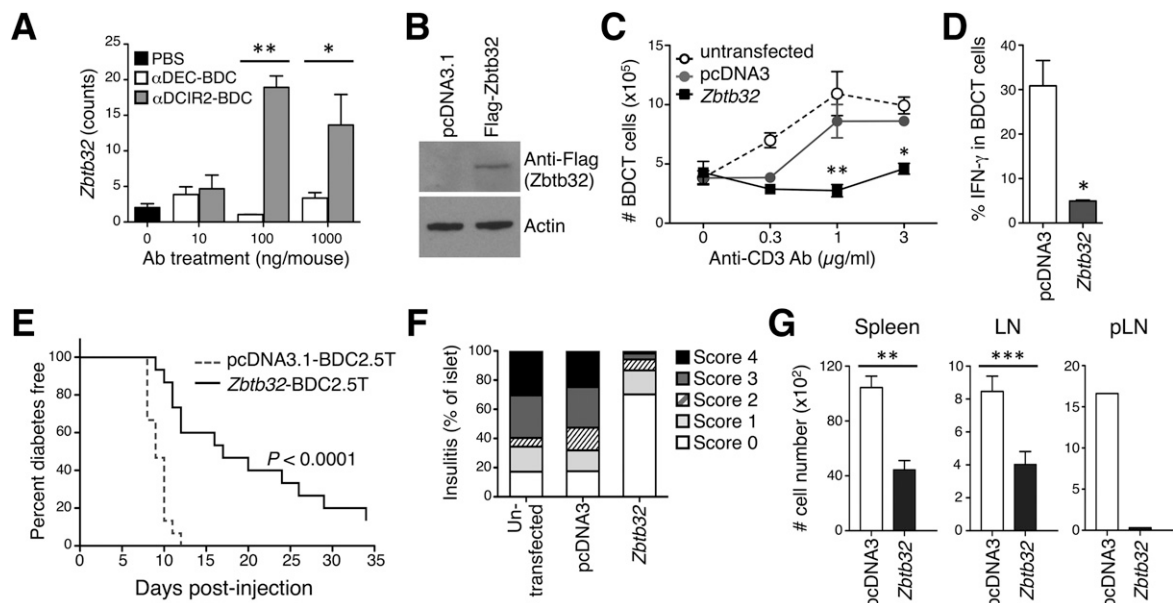 A
Zbtb32 (counts)
25
20
15
10
5
0
PBS
αDEC-BDC
αDCIR2-BDC
**
*
0 10 100 1000
Ab treatment (ng/mouse)
B
pcDNA3.1
Flag-Zbtb32
Anti-Flag
(Zbtb32)
Actin
C
# BDCT cells (x10⁵)
15
10
5
0
untransfected
pcDNA3
Zbtb32
**
*
0 0.3 1 3
Anti-CD3 Ab (µg/ml)
D
% IFN-γ in BDCT cells
40
30
20
10
0
*
pcDNA3
Zbtb32
E
Percent diabetes free
100
80
60
40
20
0
pcDNA3.1-BDC2.5T
Zbtb32-BDC2.5T
P < 0.0001
0 5 10 15 20 25 30 35
Days post-injection
F
Insulitis (% of islet)
100
80
60
40
20
0
Score 4
Score 3
Score 2
Score 1
Score 0
Un-
transfected
pcDNA3
Zbtb32
G
# cell number (x10²)
Spleen
**
120
80
40
0
pcDNA3
Zbtb32
LN
***
10
8
6
4
2
0
pcDNA3
Zbtb32
pLN
20
15
10
5
0
pcDNA3
Zbtb32